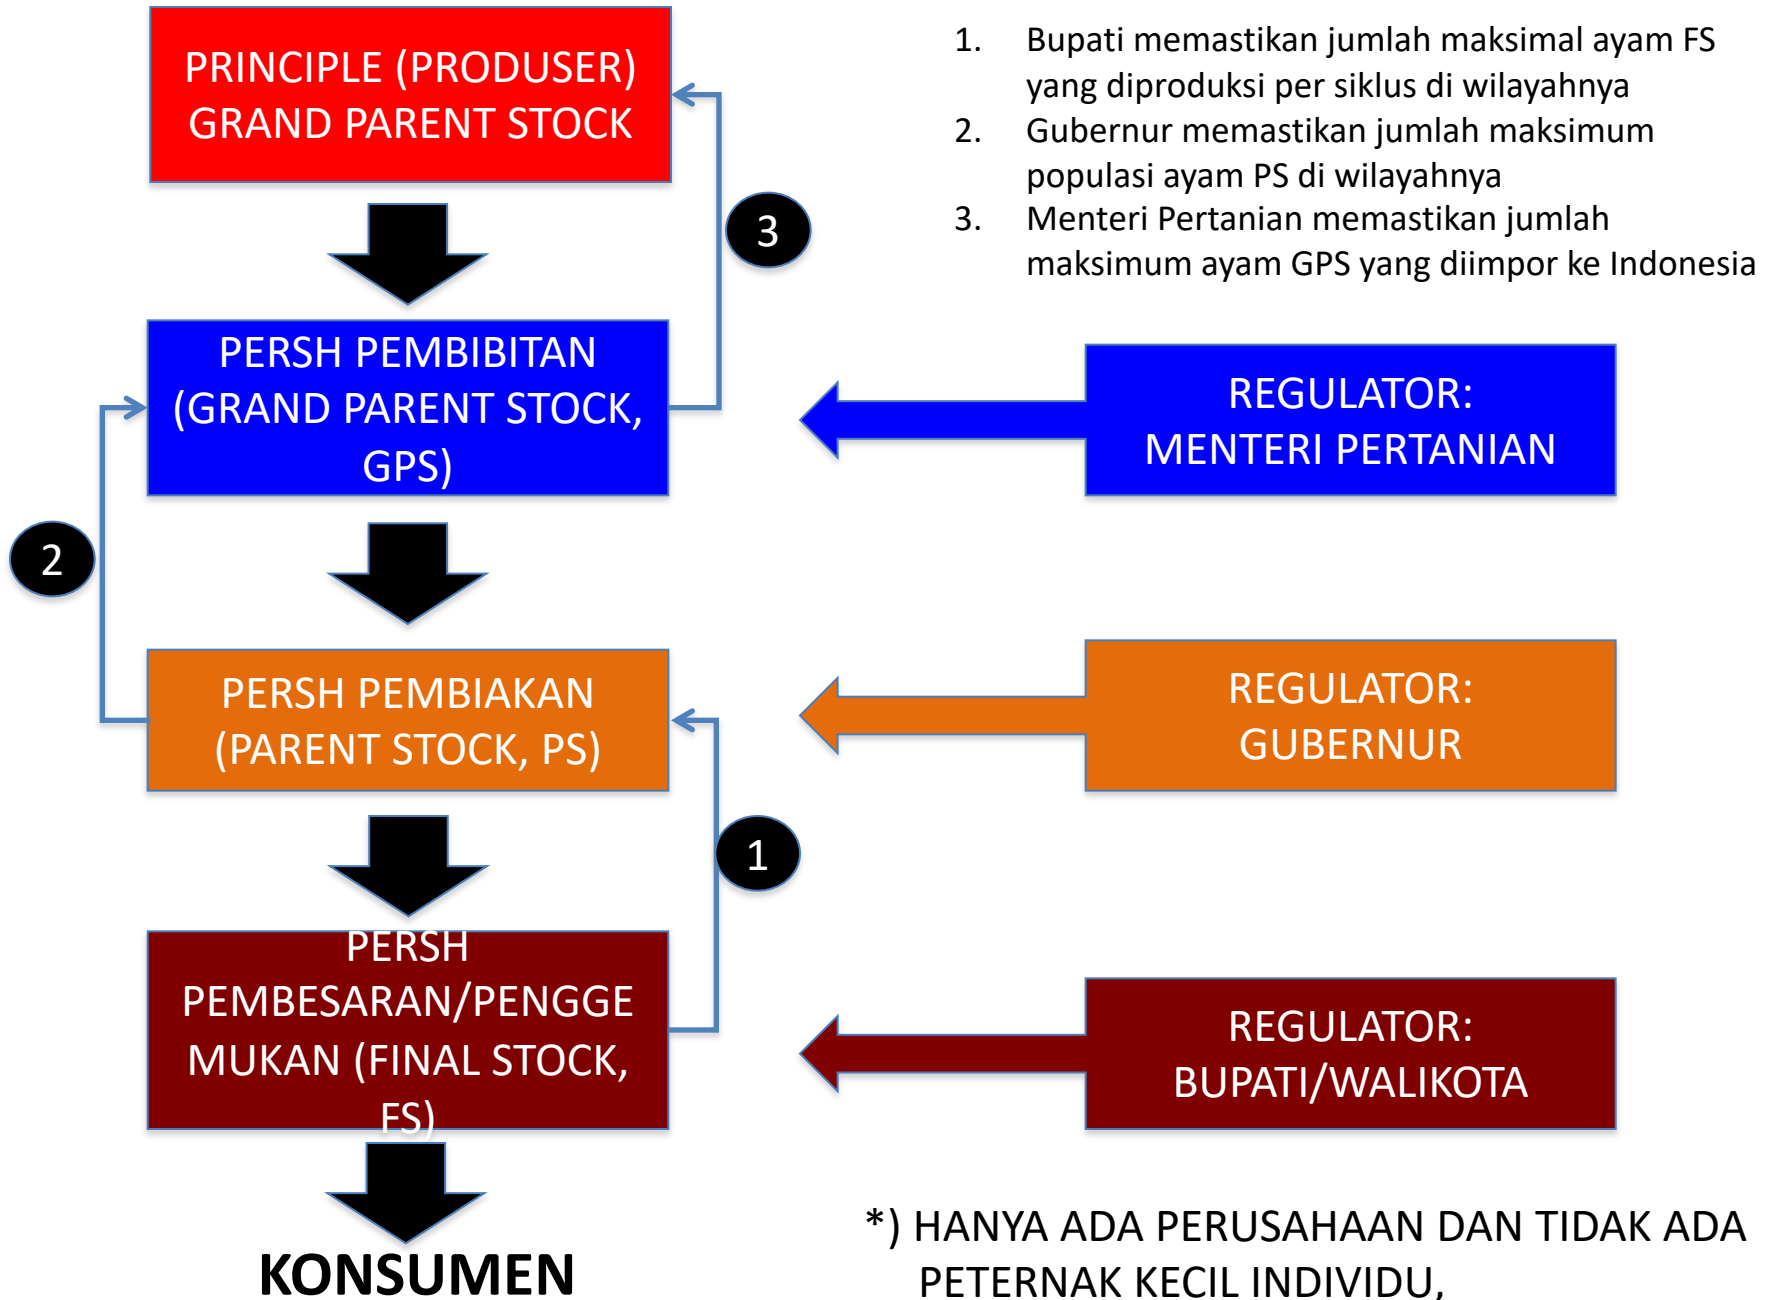 PRINCIPLE (PRODUSER)
GRAND PARENT STOCK
1. Bupati memastikan jumlah maksimal ayam FS
yang diproduksi per siklus di wilayahnya
2. Gubernur memastikan jumlah maksimum
populasi ayam PS di wilayahnya
3. Menteri Pertanian memastikan jumlah
maksimum ayam GPS yang diimpor ke Indonesia
3
PERSH PEMBIBITAN
(GRAND PARENT STOCK,
GPS)
REGULATOR:
MENTERI PERTANIAN
2
PERSH PEMBIAKAN
(PARENT STOCK, PS)
REGULATOR:
GUBERNUR
1
PERSH
PEMBESARAN/PENGGE
MUKAN (FINAL STOCK,
FS)
REGULATOR:
BUPATI/WALIKOTA
KONSUMEN
*) HANYA ADA PERUSAHAAN DAN TIDAK ADA
PETERNAK KECIL INDIVIDU,